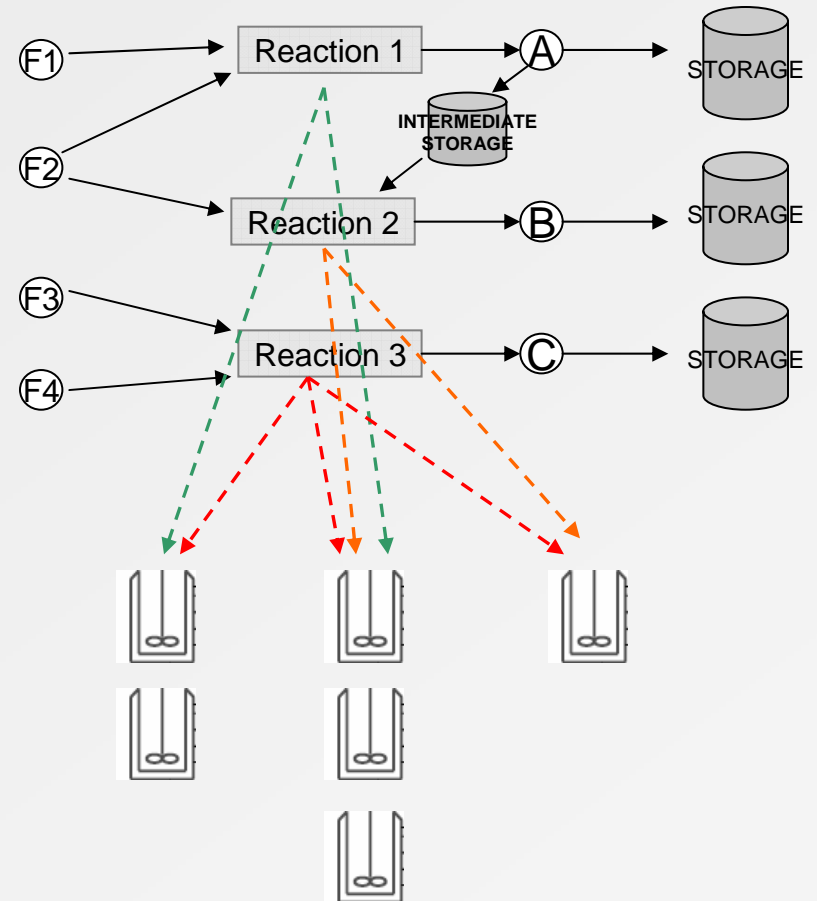 F1
Reaction 1
A
STORAGE
INTERMEDIATE
STORAGE
F2
Reaction 2
B
STORAGE
F3
Reaction 3
C
STORAGE
F4